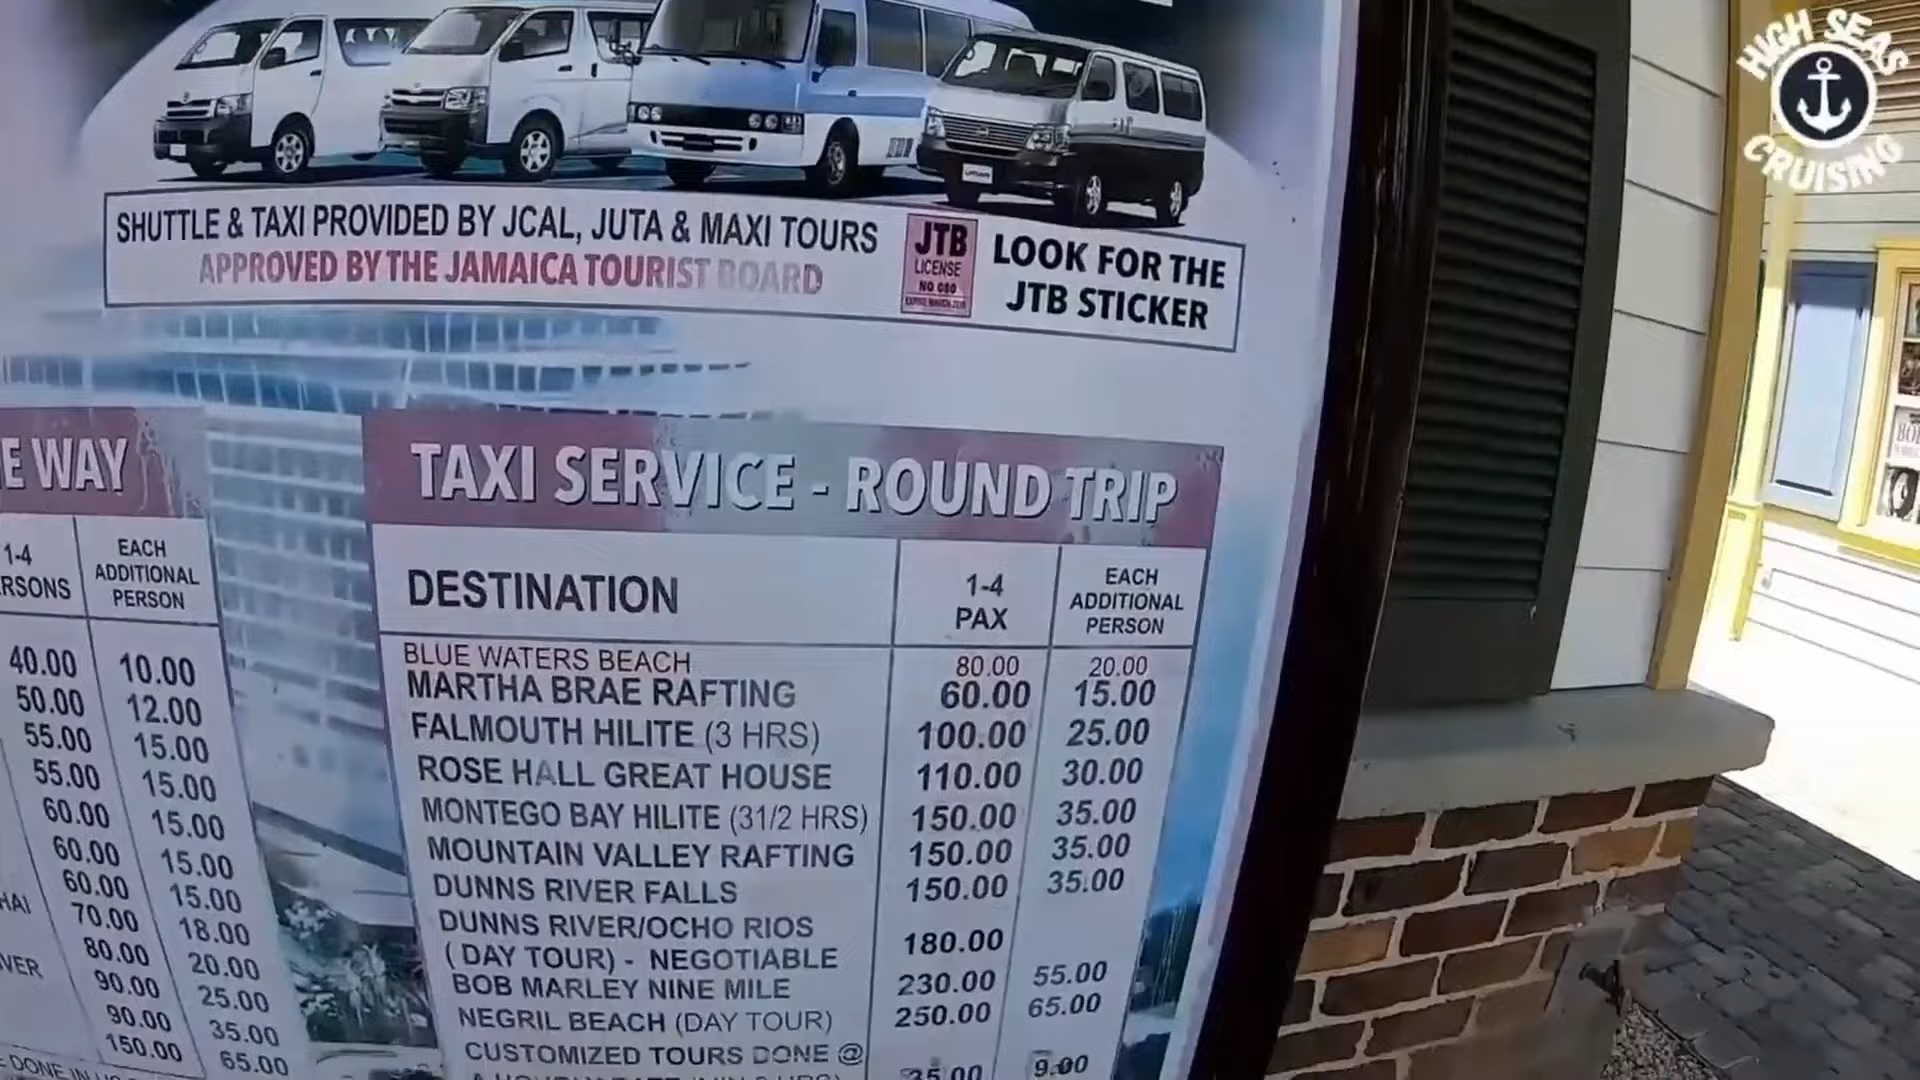 HIGH SEAS
CRUISING
SHUTTLE & TAXI PROVIDED BY JCAL, JUTA & MAXI TOURS
APPROVED BY THE JAMAICA TOURIST BOARD
JTB
LICENSE
NO 080
LOOK FOR THE
JTB STICKER
E WAY
1-4
RSONS
EACH
ADDITIONAL
PERSON
40.00 10.00
50.00 12.00
55.00 15.00
55.00 15.00
60.00 15.00
60.00 15.00
60.00 15.00
HAI 70.00 18.00
80.00 20.00
VER 90.00 25.00
90.00 35.00
150.00 65.00
DONE IN
TAXI SERVICE - ROUND TRIP
DESTINATION
1-4
PAX
EACH
ADDITIONAL
PERSON
BLUE WATERS BEACH 80.00 20.00
MARTHA BRAE RAFTING 60.00 15.00
FALMOUTH HILITE (3 HRS) 100.00 25.00
ROSE HALL GREAT HOUSE 110.00 30.00
MONTEGO BAY HILITE (31/2 HRS) 150.00 35.00
MOUNTAIN VALLEY RAFTING 150.00 35.00
DUNNS RIVER FALLS 150.00 35.00
DUNNS RIVER/OCHO RIOS
(DAY TOUR) - NEGOTIABLE 180.00
BOB MARLEY NINE MILE 230.00 55.00
NEGRIL BEACH (DAY TOUR) 250.00 65.00
CUSTOMIZED TOURS DONE @
35.00 9.00